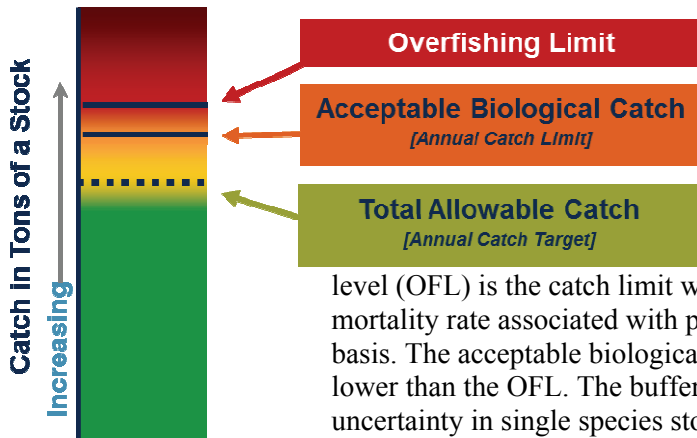 Overfishing Limit
Acceptable Biological Catch
[Annual Catch Limit]
Total Allowable Catch
[Annual Catch Target]
Catch in Tons of a Stock
Increasing
level (OFL) is the catch limit
mortality rate associated with
basis. The acceptable
lower than the OFL. The buffer
uncertainty in single species